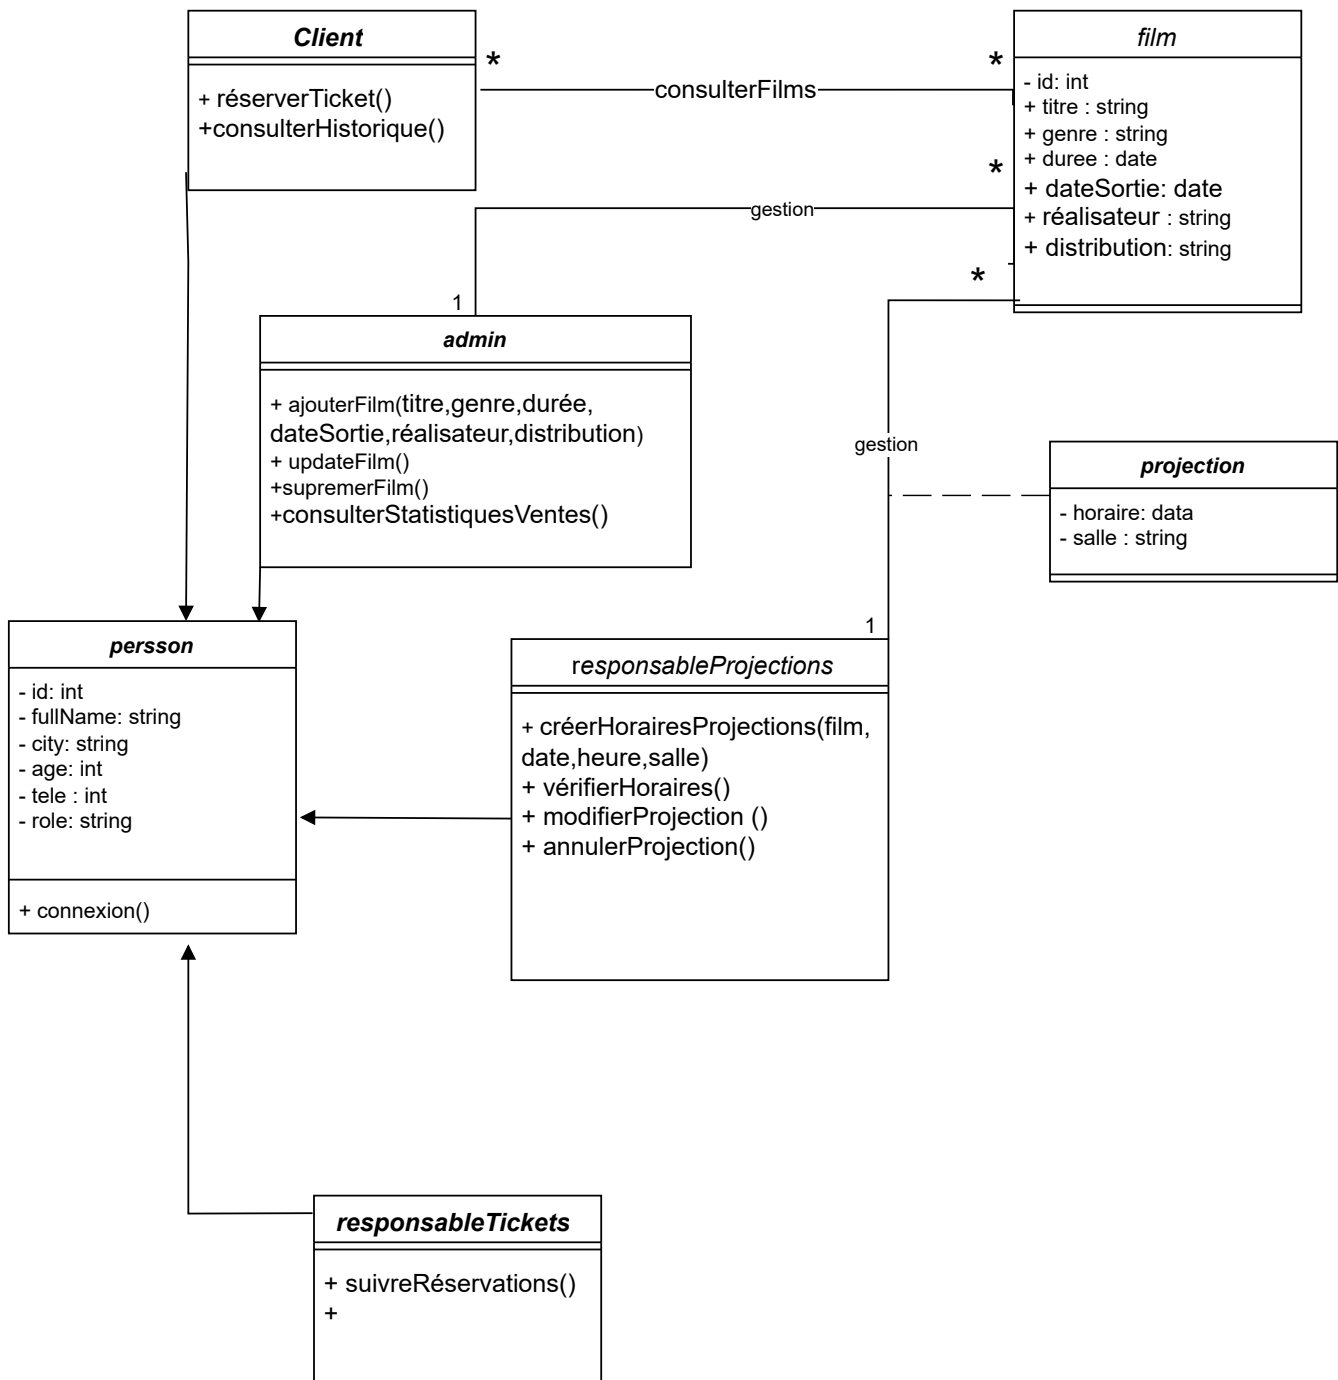 Client
+ réserverTicket()
+consulterHistorique()
*
consulterFilms
*
film
- id: int
+ titre : string
+ genre : string
+ duree : date
+ dateSortie: date
+ réalisateur : string
+ distribution: string
*
gestion
1
*
admin
+ ajouterFilm(titre,genre,durée,
dateSortie,réalisateur,distribution)
+ updateFilm()
+supremerFilm()
+consulterStatistiquesVentes()
gestion
projection
- horaire: data
- salle : string
1
persson
- id: int
- fullName: string
- city: string
- age: int
- tele : int
- role: string
+ connexion()
responsableProjections
+ créerHorairesProjections(film,
date,heure,salle)
+ vérifierHoraires()
+ modifierProjection ()
+ annulerProjection()
responsableTickets
+ suivreRéservations()
+